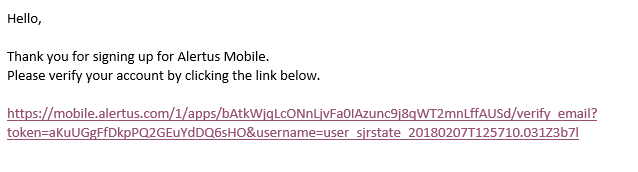 Hello,
Thank you for signing up for Alertus Mobile.
Please verify your account by clicking the link below.
https://mobile.alertus.com/1/apps/bAtkWjqLcONnLjvFa0IAzunc9j8qWT2mnLffAUSd/verify_email?
token=aKuUGgFfDkpPQ2GEuYdDQ6sHO&username=user_sjrstate_20180207T125710.031Z3b7l